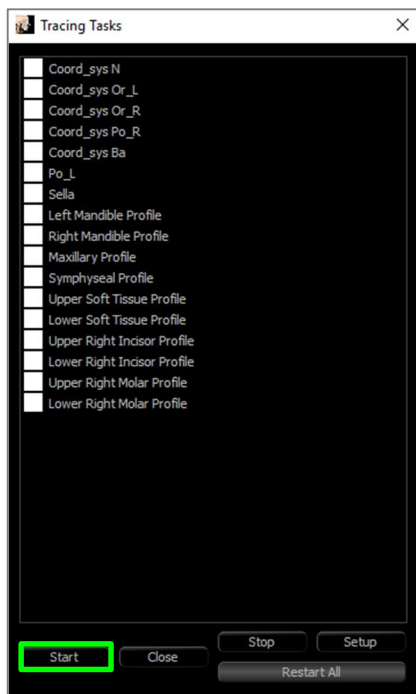 Tracing Tasks
Coord_sys N
Coord_sys Or_L
Coord_sys Or_R
Coord_sys Po_R
Coord_sys Ba
Po_L
Sella
Left Mandible Profile
Right Mandible Profile
Maxillary Profile
Symphyseal Profile
Upper Soft Tissue Profile
Lower Soft Tissue Profile
Upper Right Incisor Profile
Lower Right Incisor Profile
Upper Right Molar Profile
Lower Right Molar Profile
Stop Setup
Start Close
Restart All